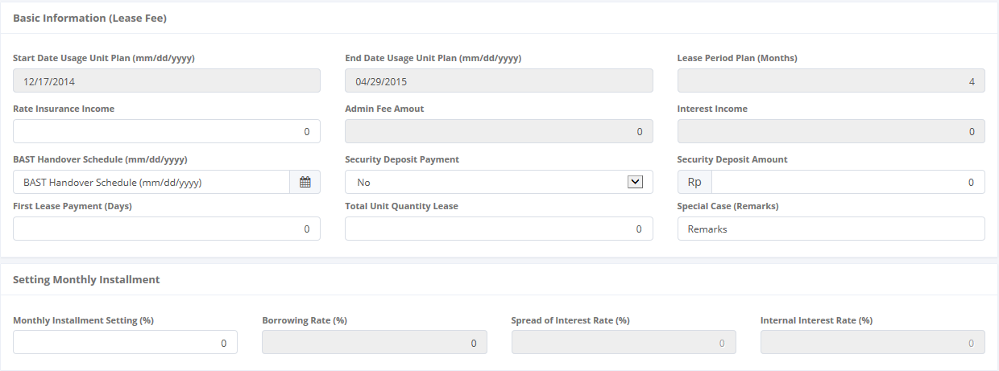 Basic Information (Lease Fee)
Start Date Usage Unit Plan (mm/dd/yyyy) End Date Usage Unit Plan (mm/dd/yyyy) Lease Period Plan (Months)
12/17/2014 04/29/2015 4
Rate Insurance Income Admin Fee Amout Interest Income
0 0 0
BAST Handover Schedule (mm/dd/yyyy) Security Deposit Payment Security Deposit Amount
BAST Handover Schedule (mm/dd/yyyy) No Rp 0
First Lease Payment (Days) Total Unit Quantity Lease Special Case (Remarks)
0 0 Remarks
Setting Monthly Installment
Monthly Installment Setting (%) Borrowing Rate (%) Spread of Interest Rate (%) Internal Interest Rate (%)
0 0 0 0